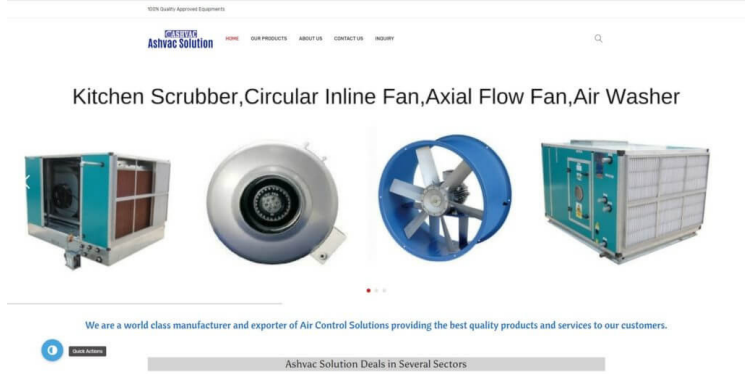 100% Quality Approved Equipments
CASHVAC
Ashvac Solution
HOME OUR PRODUCTS ABOUT US CONTACT US INQUIRY
Kitchen Scrubber,Circular Inline Fan,Axial Flow Fan,Air Washer
We are a world class manufacturer and exporter of Air Control Solutions providing the best quality products and services to our customers.
Quick Actions
Ashvac Solution Deals in Several Sectors